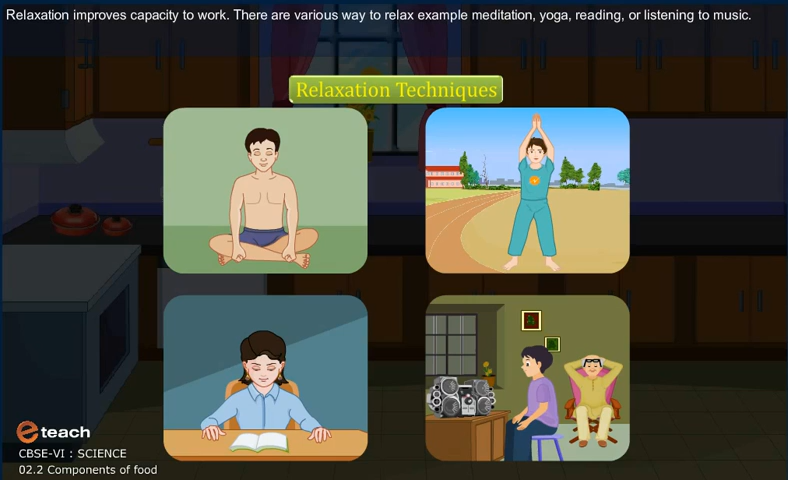 Relaxation improves capacity to work. There are various way to relax example meditation, yoga, reading, or listening to music.
Relaxation Techniques
e teach
CBSE-VI : SCIENCE
02.2 Components of food